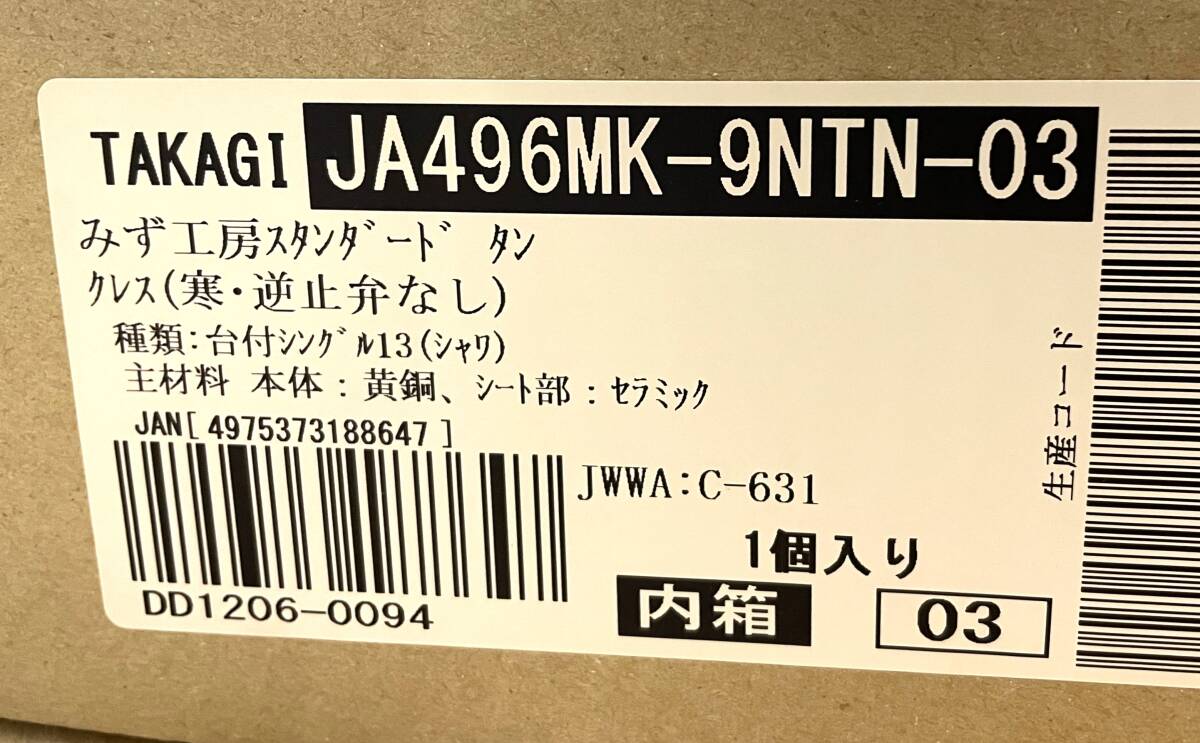 TAKAGI JA496MK-9NTN-03
みず工房ｽﾀﾝﾀﾞｰﾄﾞ ﾀﾝ
ｸﾚｽ(寒・逆止弁なし)
種類:台付ｼﾝｸﾞﾙ13(ｼｬﾜ)
主材料 本体：黄銅、ｼｰﾄ部：ｾﾗﾐｯｸ
JAN[ 4975373188647 ]
JWWA:C-631
DD1206-0094
1個入り
内箱 03
生産コード